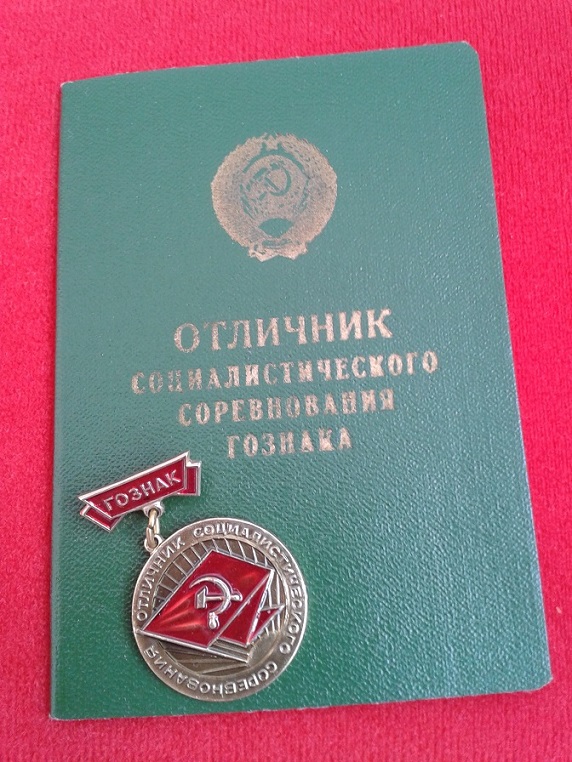 ОТЛИЧНИК
СОЦИАЛИСТИЧЕСКОГО
СОРЕВНОВАНИЯ
ГОЗНАКА
ГОЗНАК
ОТЛИЧНИК СОЦИАЛИСТИЧЕСКОГО СОРЕВНОВАНИЯ